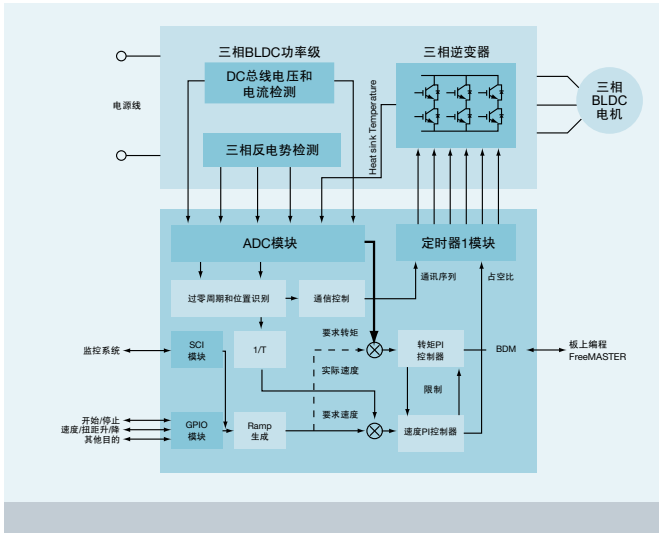 三相BLDC功率级
三相逆变器
DC总线电压和
电流检测
三相
BLDC
电机
电源线
Heat sink Temperature
三相反电势检测
ADC模块
定时器1模块
通讯序列
占空比
过零周期和位置识别
通信控制
要求转矩
监控系统
SCI
模块
1/T
转矩PI
控制器
BDM
板上编程
FreeMASTER
实际速度
限制
开始/停止
速度/扭距升/降
其他目的
GPIO
模块
Ramp
生成
要求速度
速度PI控制器